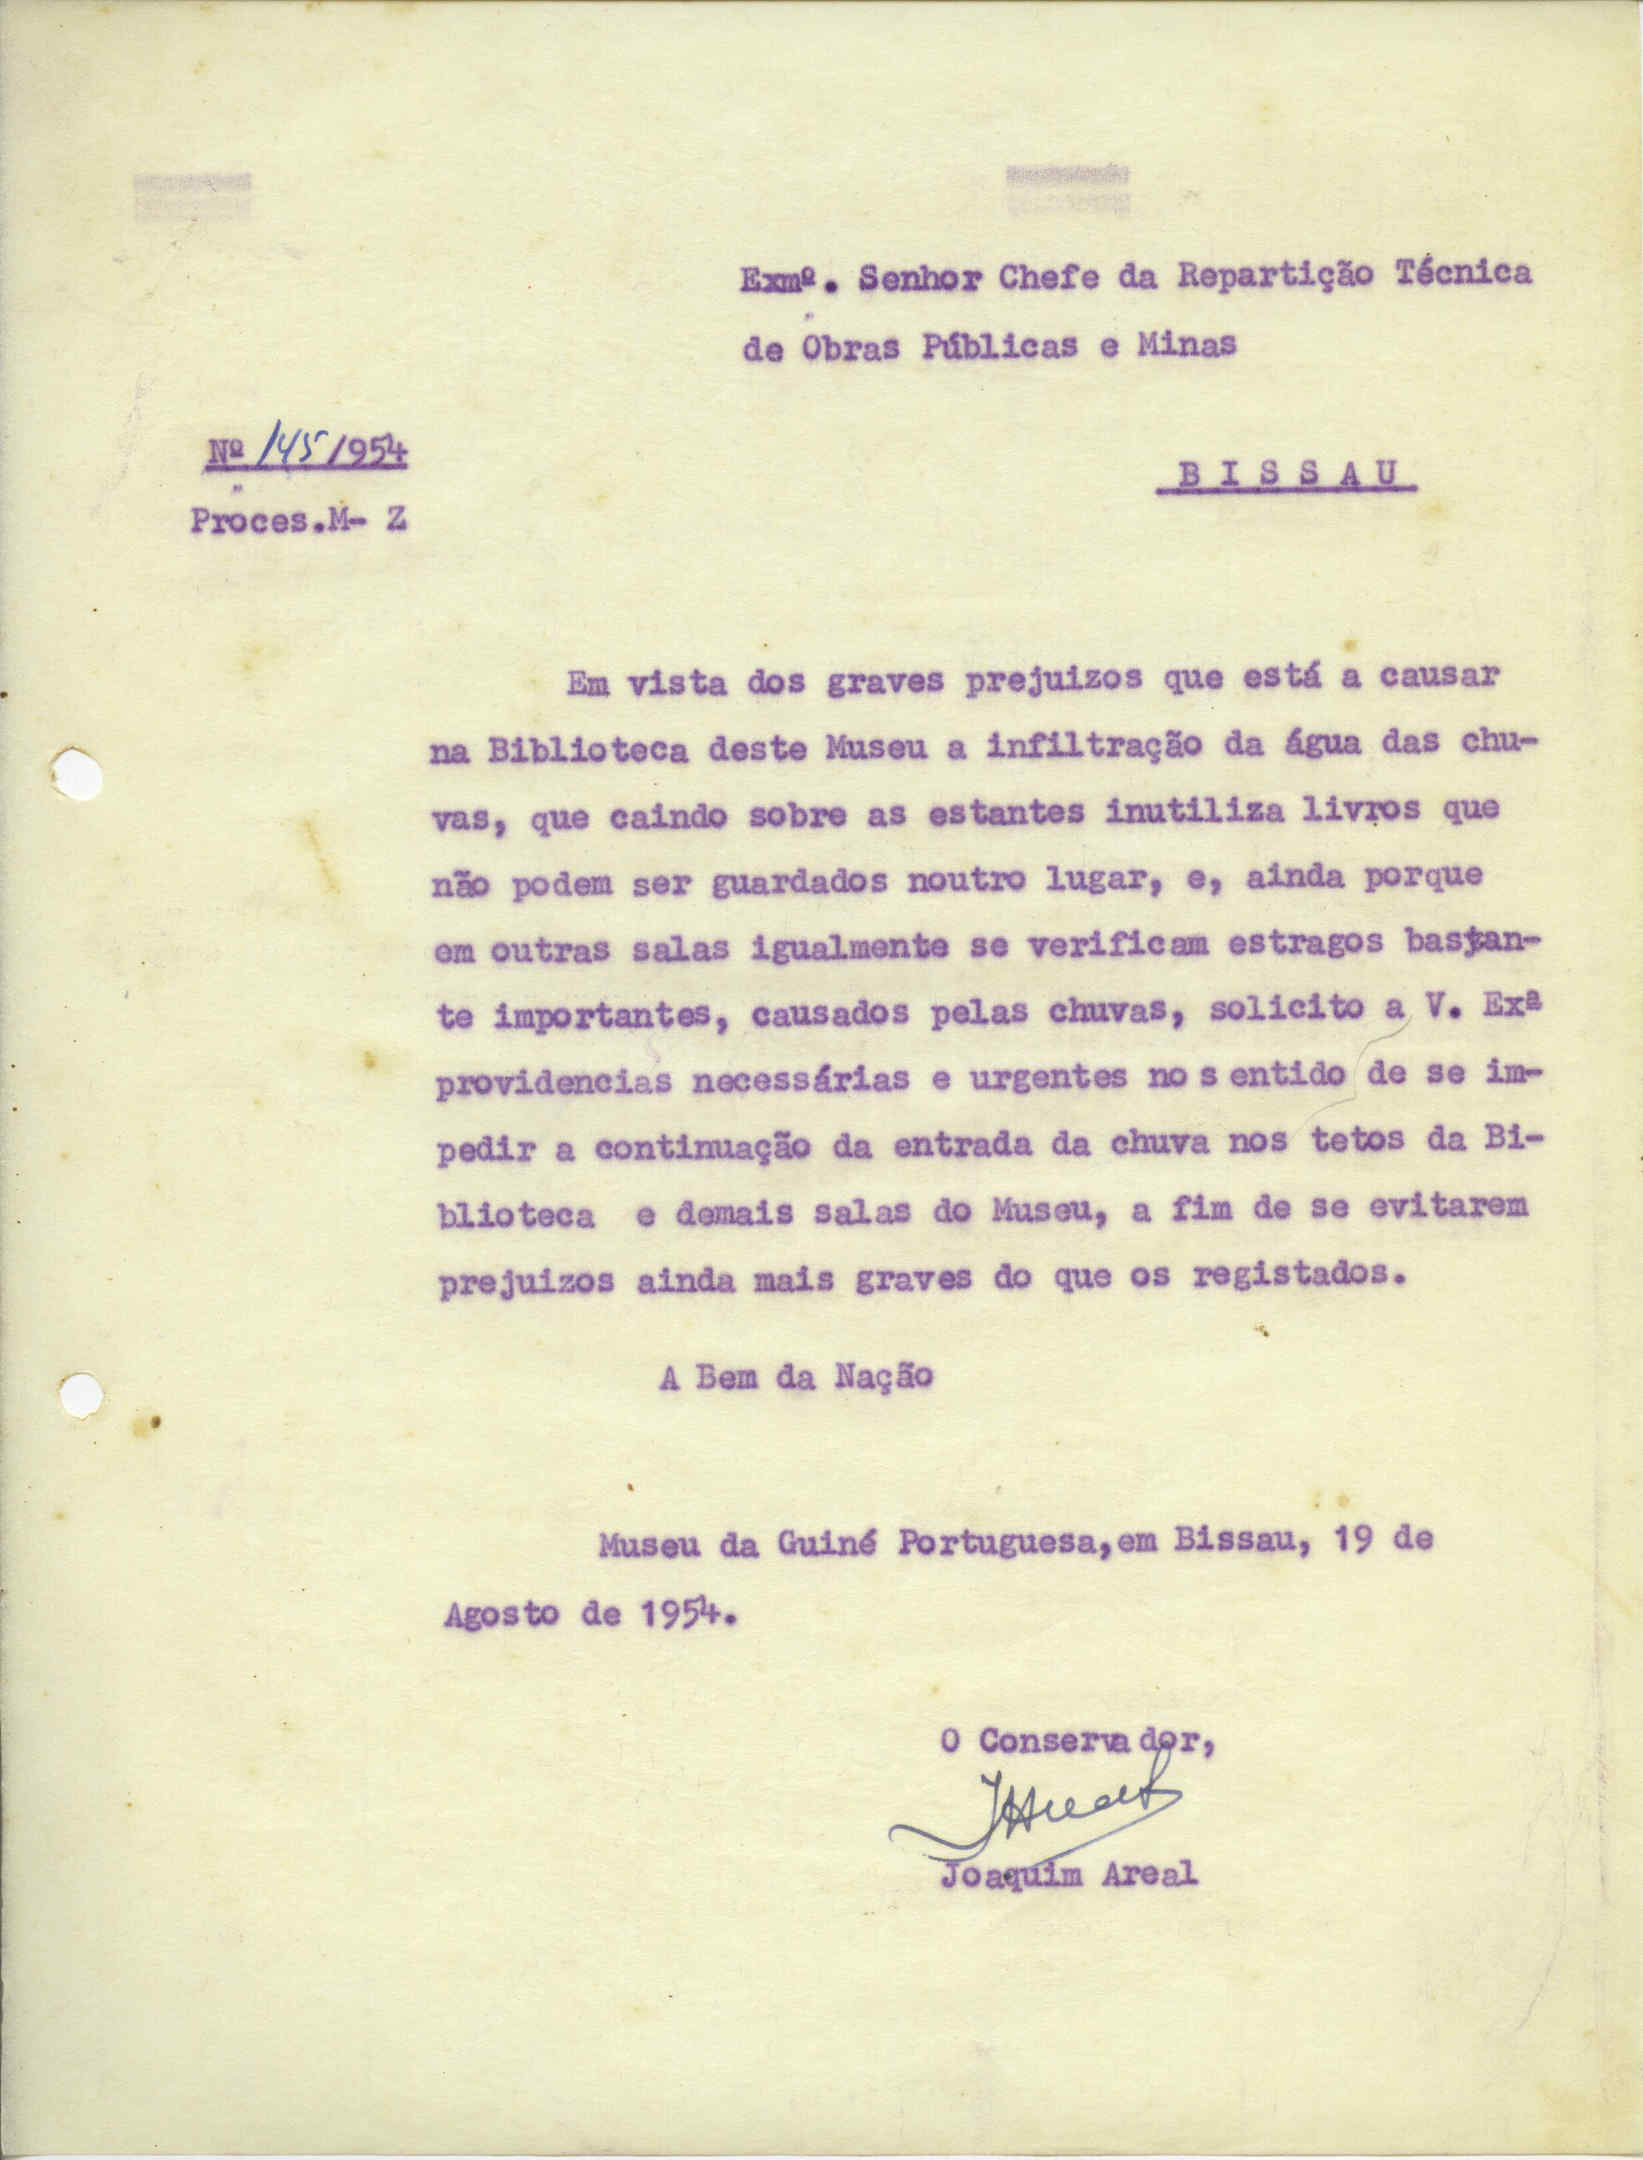 Exmº. Senhor Chefe da Repartição Técnica
de Obras Públicas e Minas
Nº 145/1954
BISSAU
Proces.M- Z
Em vista dos graves prejuizos que está a causar
na Biblioteca deste Museu a infiltração da água das chu-
vas, que caindo sobre as estantes inutiliza livros que
não podem ser guardados noutro lugar, e, ainda porque
em outras salas igualmente se verificam estragos bastan-
te importantes, causados pelas chuvas, solicito a V. Exª
providencias necessárias e urgentes no sentido de se im-
pedir a continuação da entrada da chuva nos tetos da Bi-
blioteca e demais salas do Museu, a fim de se evitarem
prejuizos ainda mais graves do que os registados.
A Bem da Nação
Museu da Guiné Portuguesa,em Bissau, 19 de
Agosto de 1954.
O Conservador,
JAreal
Joaquim Areal